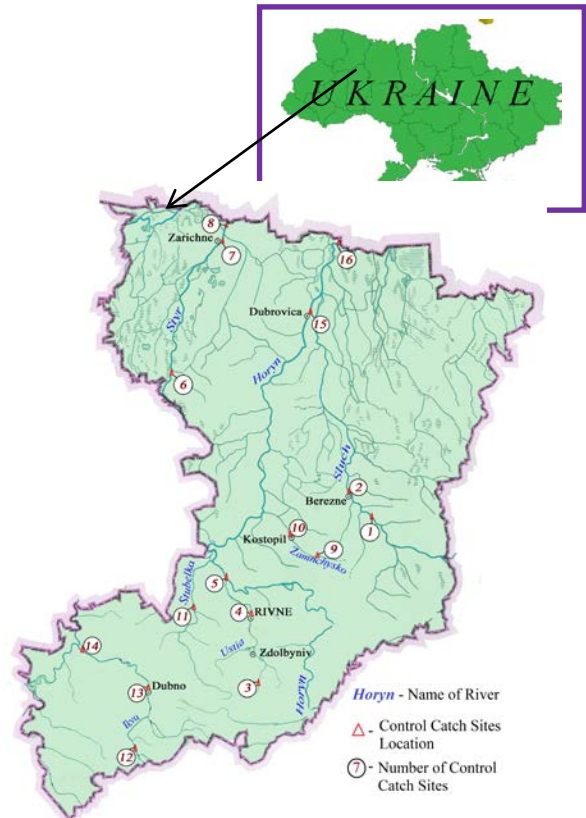 UKRAINE
8
Zarichne
7
16
Styr
Dubrovica
15
Horyn
6
Sluch
2
Berezne
1
10
Kostopil
9
Zamchysko
Stubelka
5
4
RIVNE
11
Ustia
Zdolbyniv
14
3
Horyn
13
Dubno
Ikva
12
Horyn - Name of River
- Control Catch Sites
Location
7 - Number of Control
Catch Sites